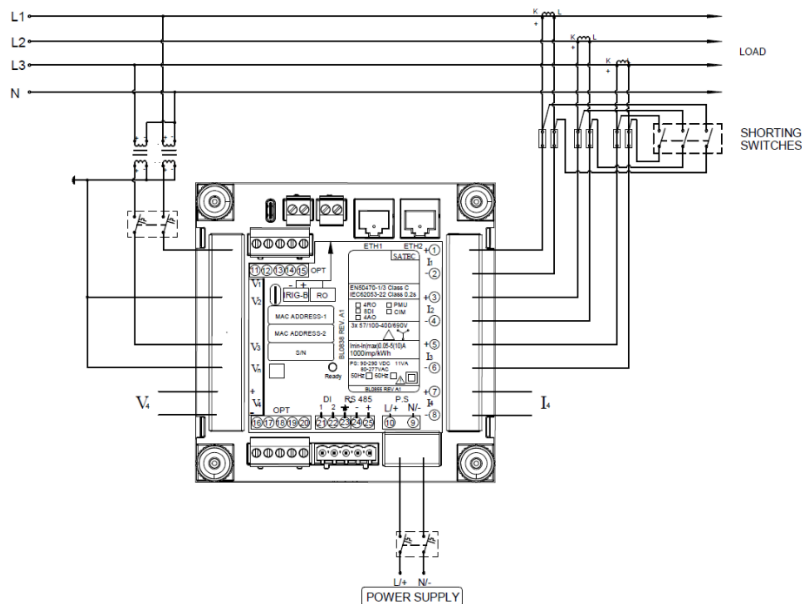 L1
L2
L3
N
K L
+
K L
+
K L
+
LOAD
SHORTING
SWITCHES
ETH1 ETH2
SATEC
11 12 13 14 15 OPT
- +
IRIG-B RO
MAC ADDRESS-1
MAC ADDRESS-2
S/N
Ready
BL0838 REV. A1
EN50470-1/3 Class C
IEC62053-22 Class 0.2s
4RO PMU
8DI CIM
4AO
3x 57/100-400/690V
Imin-In(max)0.05-5(10)A
1000imp/kWh
PS: 90-290 VDC 11VA
90-277VAC
50Hz 60Hz
BL0855 REV.A1
V1
V2
V3
VN
+
V4
-
V4
+1
I1
-2
+3
I2
-4
+5
I3
-6
+7
I4
-8
I4
OPT
16 17 18 19 20
DI RS 485 P.S
1 2 - + L/+ N/-
21 22 23 24 25 10 9
L/+ N/-
POWER SUPPLY